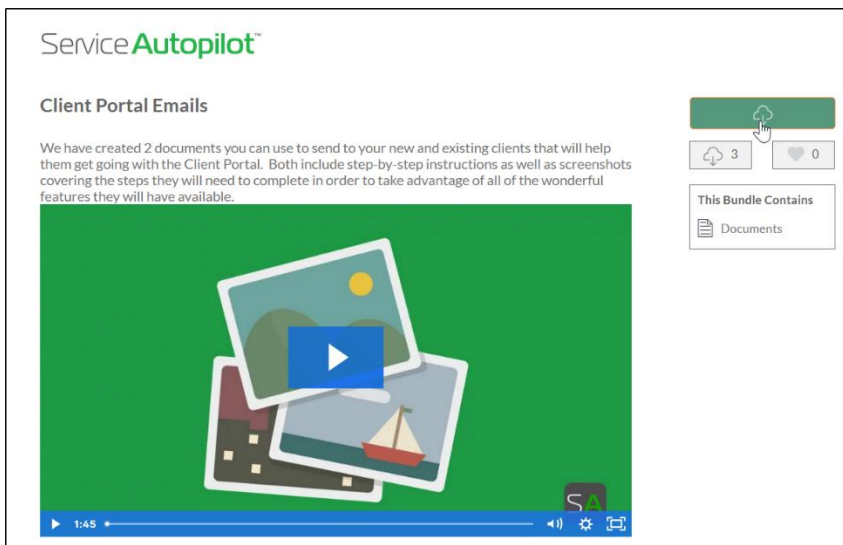 Service Autopilot™
Client Portal Emails
We have created 2 documents you can use to send to your new and existing clients that will help
them get going with the Client Portal. Both include step-by-step instructions as well as screenshots
covering the steps they will need to complete in order to take advantage of all of the wonderful
features they will have available.
3
0
This Bundle Contains
Documents
SA
1:45